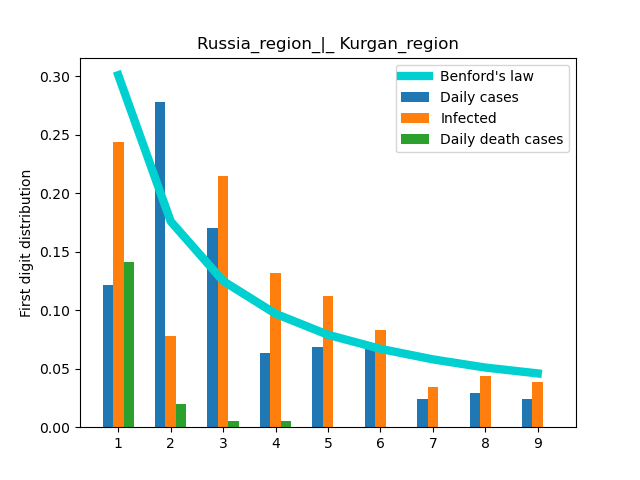 Russia_region_|_ Kurgan_region
Benford's law
Daily cases
Infected
Daily death cases
First digit distribution
0.30
0.25
0.20
0.15
0.10
0.05
0.00
1 2 3 4 5 6 7 8 9